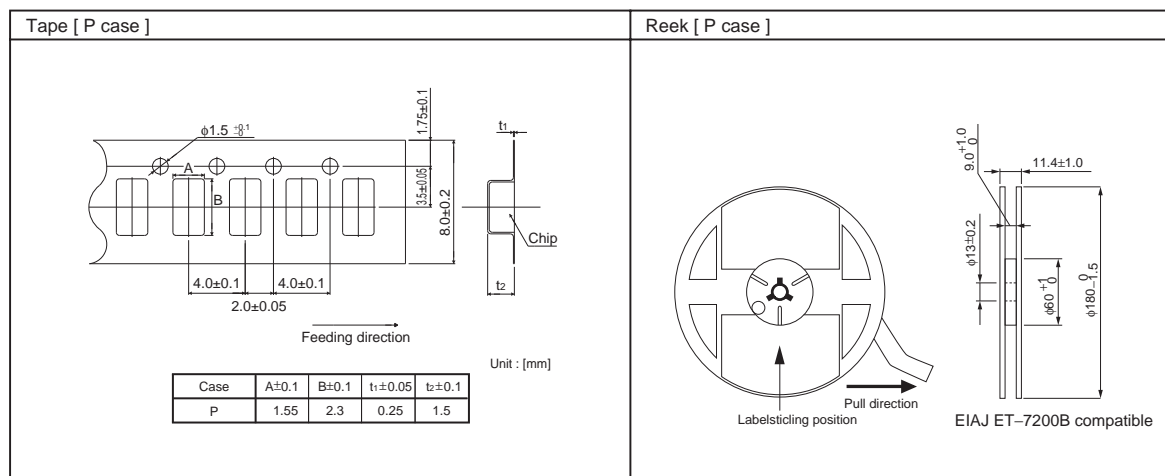 Tape [ P case ]
φ1.5 +0.1 −0
A
B
1.75±0.1
3.5±0.05
8.0±0.2
4.0±0.1
4.0±0.1
2.0±0.05
Feeding direction
t1
Chip
t2
Unit : [mm]
Case A±0.1 B±0.1 t1±0.05 t2±0.1
P 1.55 2.3 0.25 1.5
Reek [ P case ]
Labelsticling position
Pull direction
9.0 +1.0 0
11.4±1.0
φ13±0.2
φ60 +1 0
φ180 0 −1.5
EIAJ ET−7200B compatible